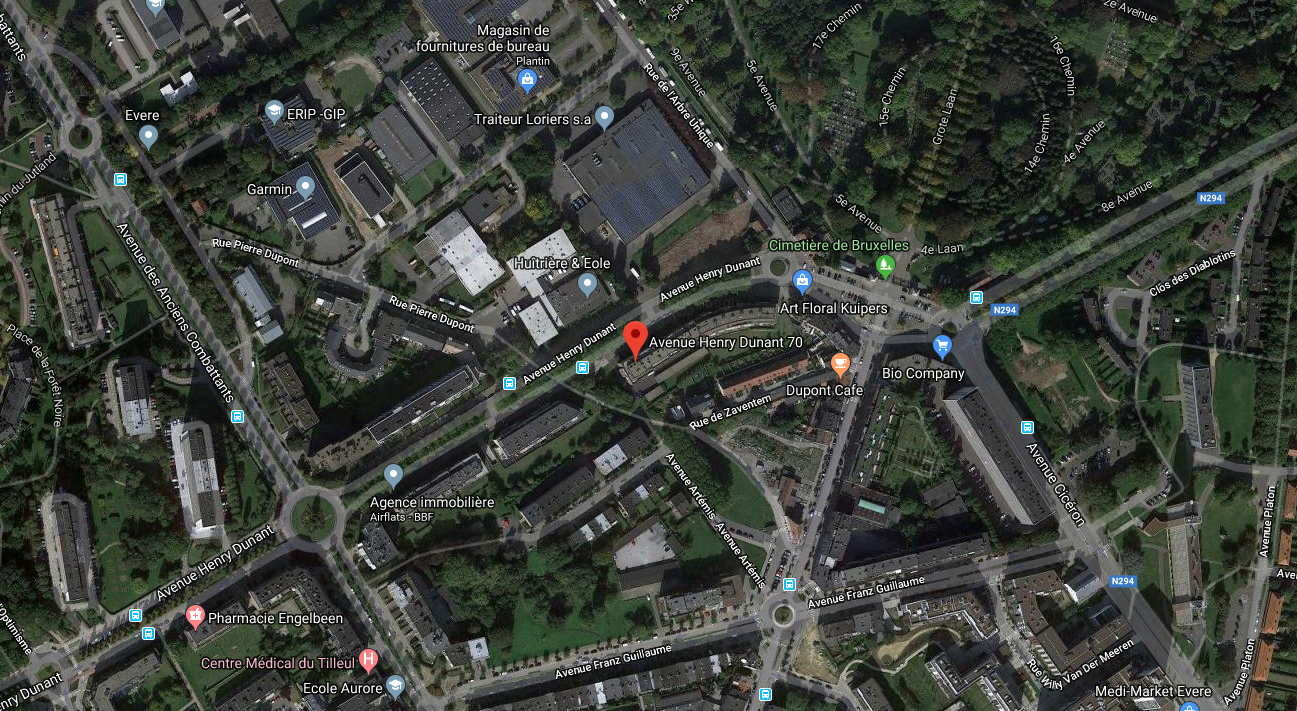 Magasin de
fournitures de bureau
Plantin
2e Avenue
17e Chemin
16e Chemin
9e Avenue
5e Avenue
15e Chemin
Grote Laan
14e Chemin
4e Avenue
Rue de l'Arbre Unique
Evere
ERIP -GIP
Traiteur Loriers s.a
Garmin
8e Avenue
N294
5e Avenue
4e Laan
Avenue des Anciens Combattants
Rue Pierre Dupont
Huîtrière & Eole
Avenue Henry Dunant
Cimetière de Bruxelles
Clos des Diablotins
Rue Pierre Dupont
Art Floral Kuipers
N294
Place de la Forêt Noire
Avenue Henry Dunant
Avenue Henry Dunant 70
Bio Company
Dupont Cafe
Rue de Zaventem
Avenue Cicéron
Agence immobilière
Airflats - BBF
Avenue Artémis
Avenue Artémis
Avenue Platon
Avenue Henry Dunant
N294
Avenue Franz Guillaume
Pharmacie Engelbeen
Centre Médical du Tilleul
H
Ecole Aurore
Avenue Franz Guillaume
Rue Willy Van Der Meeren
Avenue Platon
Medi-Market Evere
nry Dunant